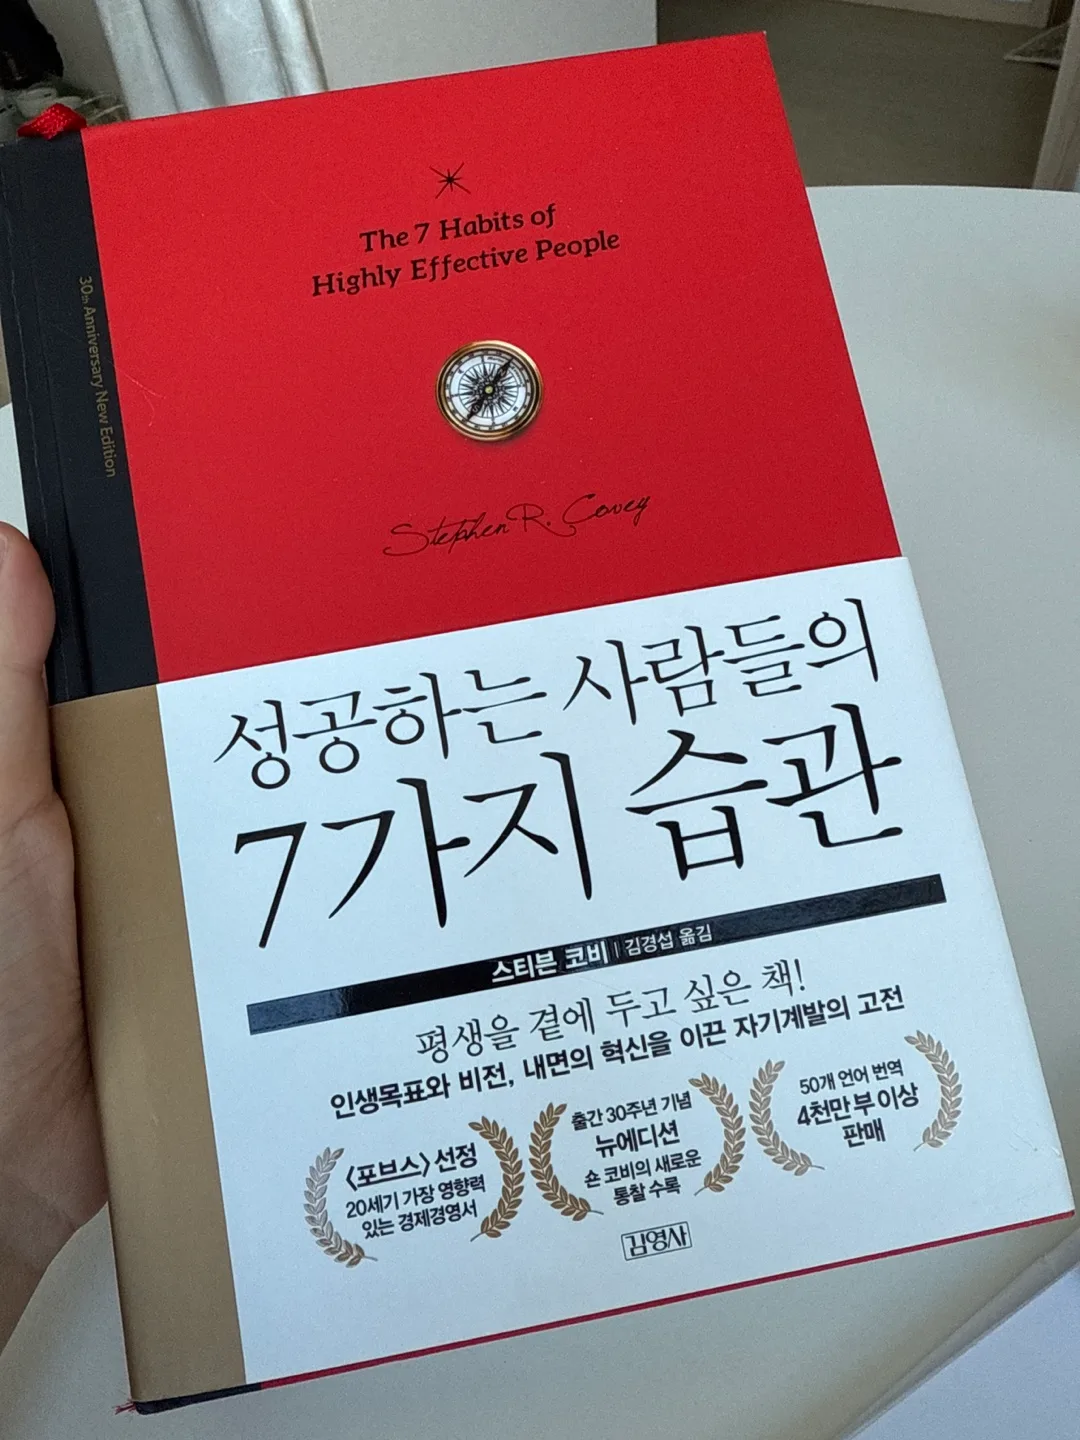 30th Anniversary New Edition
The 7 Habits of
Highly Effective People
Stephen R. Covey
성공하는 사람들의
7가지 습관
스티븐 코비 | 김경섭 옮김
평생을 곁에 두고 싶은 책!
인생목표와 비전, 내면의 혁신을 이끈 자기계발의 고전
〈포브스〉 선정
20세기 가장 영향력
있는 경제경영서
출간 30주년 기념
뉴에디션
숀 코비의 새로운
통찰 수록
50개 언어 번역
4천만 부 이상
판매
김영사